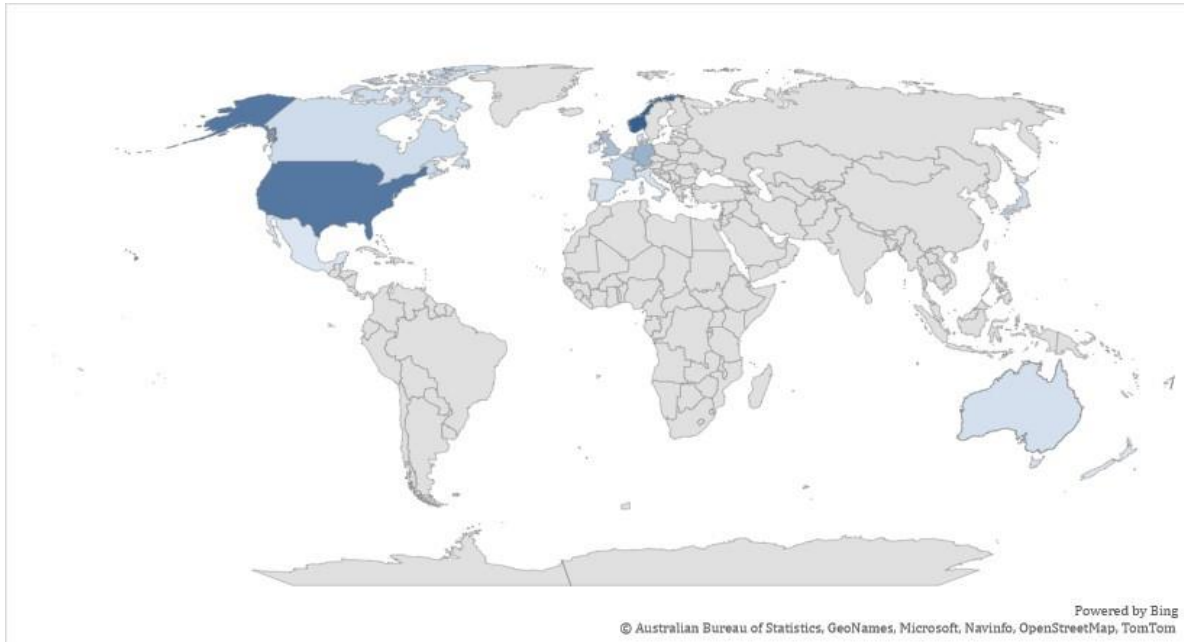 Powered by Bing
© Australian Bureau of Statistics, GeoNames, Microsoft, Navinfo, OpenStreetMap, TomTom